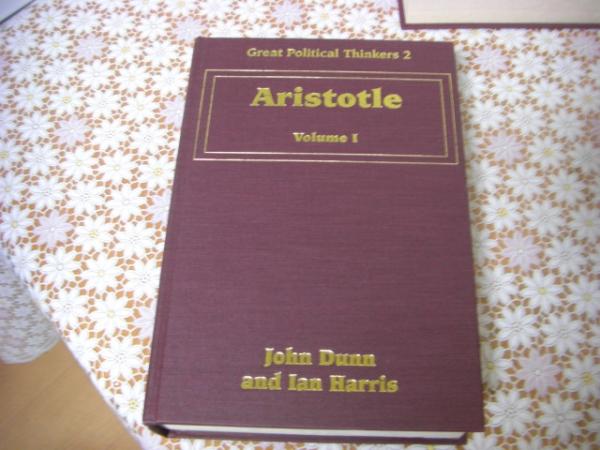 Great Political Thinkers 2
Aristotle
Volume I
John Dunn
and Ian Harris